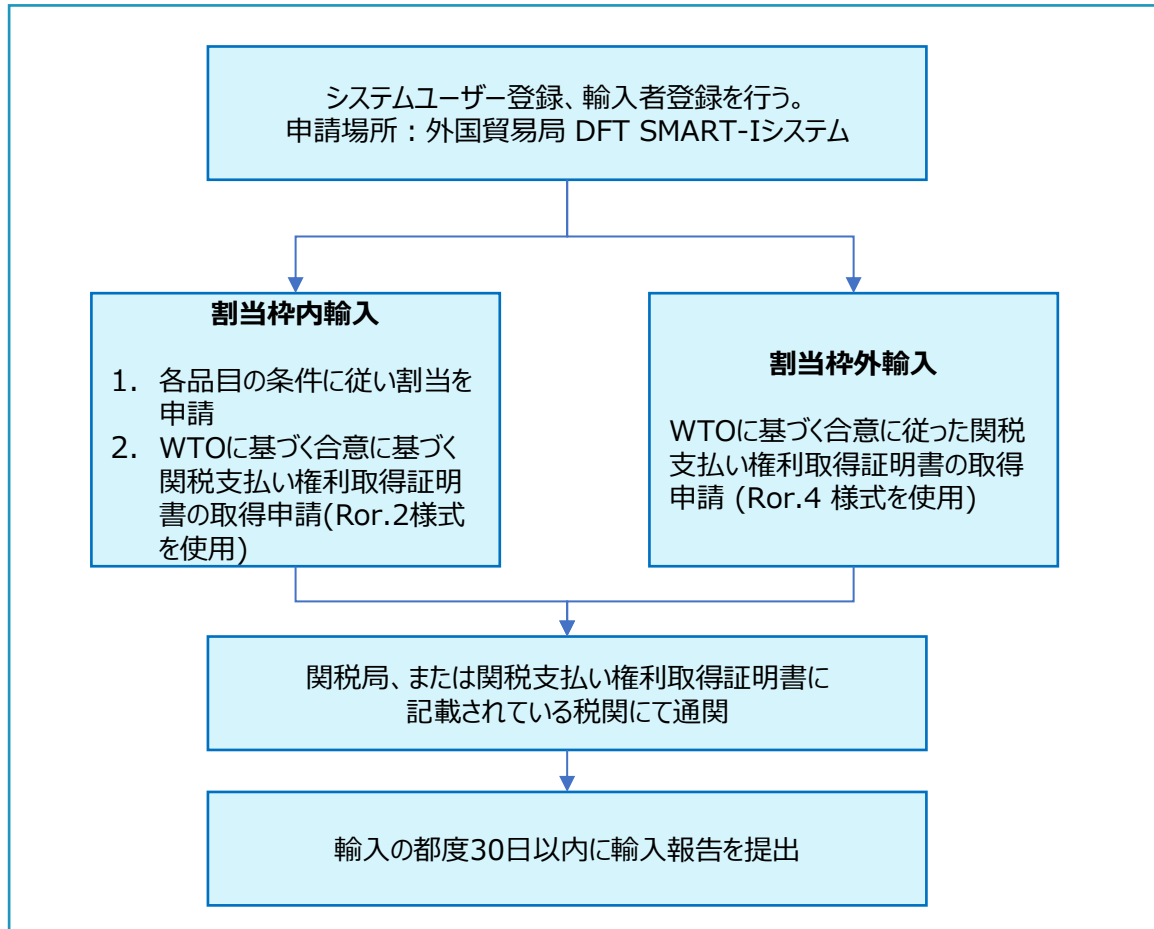 システムユーザー登録、輸入者登録を行う。
申請場所：外国貿易局 DFT SMART-Iシステム
割当枠内輸入
1. 各品目の条件に従い割当を
申請
2. WTOに基づく合意に基づく
関税支払い権利取得証明
書の取得申請(Ror.2様式
を使用)
割当枠外輸入
WTOに基づく合意に従った関税
支払い権利取得証明書の取得
申請 (Ror.4 様式を使用)
関税局、または関税支払い権利取得証明書に
記載されている税関にて通関
輸入の都度30日以内に輸入報告を提出